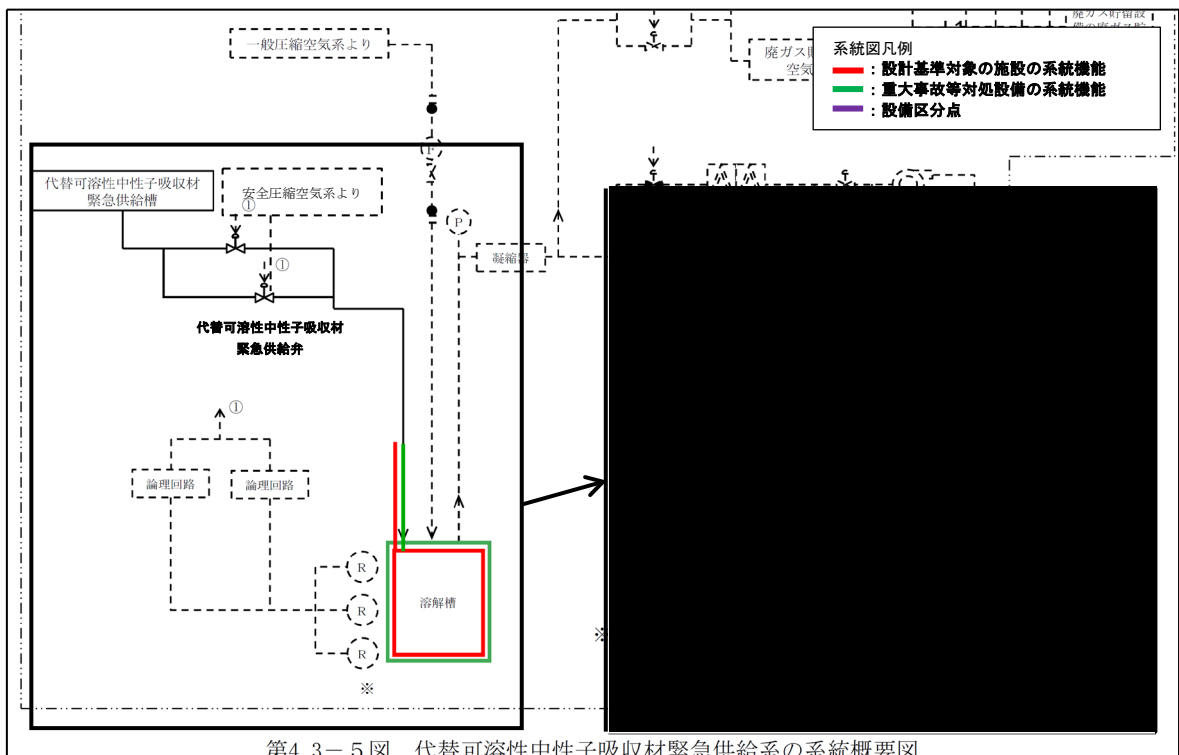 一般圧縮空気系より
廃ガス貯
空気
系統図凡例
：設計基準対象の施設の系統機能
：重大事故等対処設備の系統機能
：設備区分点
F
代替可溶性中性子吸収材
緊急供給槽
安全圧縮空気系より
①
P
凝縮器
①
代替可溶性中性子吸収材
緊急供給弁
①
論理回路
論理回路
R
R
R
溶解槽
※
※
第4.3－5図 代替可溶性中性子吸収材緊急供給系の系統概要図